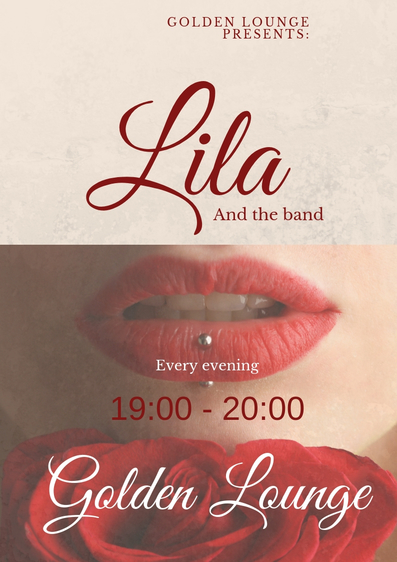 GOLDEN LOUNGE
PRESENTS:
Lila
And the band
Every evening
19:00 - 20:00
Golden Lounge